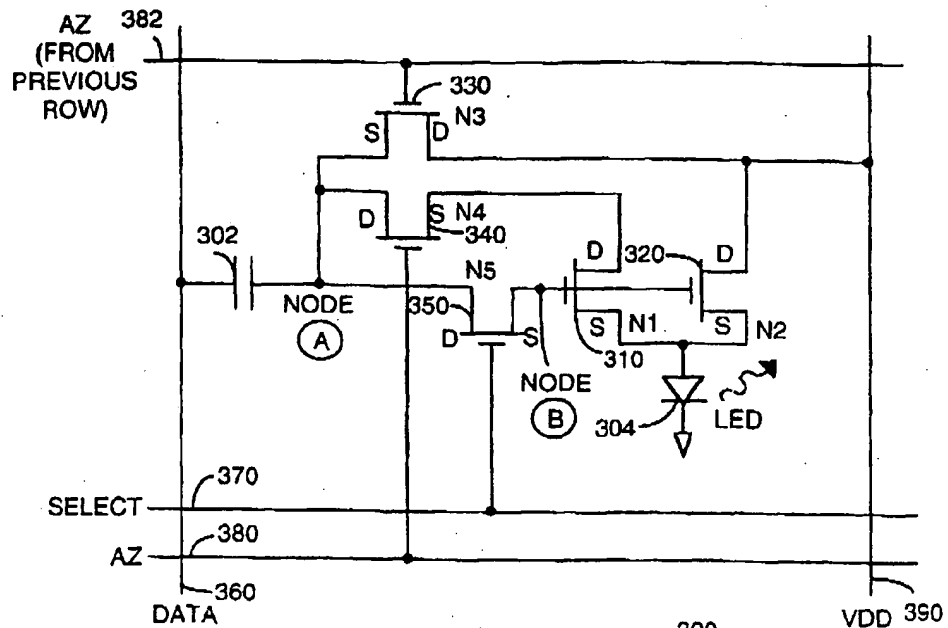 AZ 382
(FROM
PREVIOUS
ROW)
330
N3
S D
D S N4
340
302
N5
320
D D
NODE
A
350
D S
S N1 S N2
310
NODE
B
304
LED
SELECT 370
AZ 380
360
DATA
390
VDD